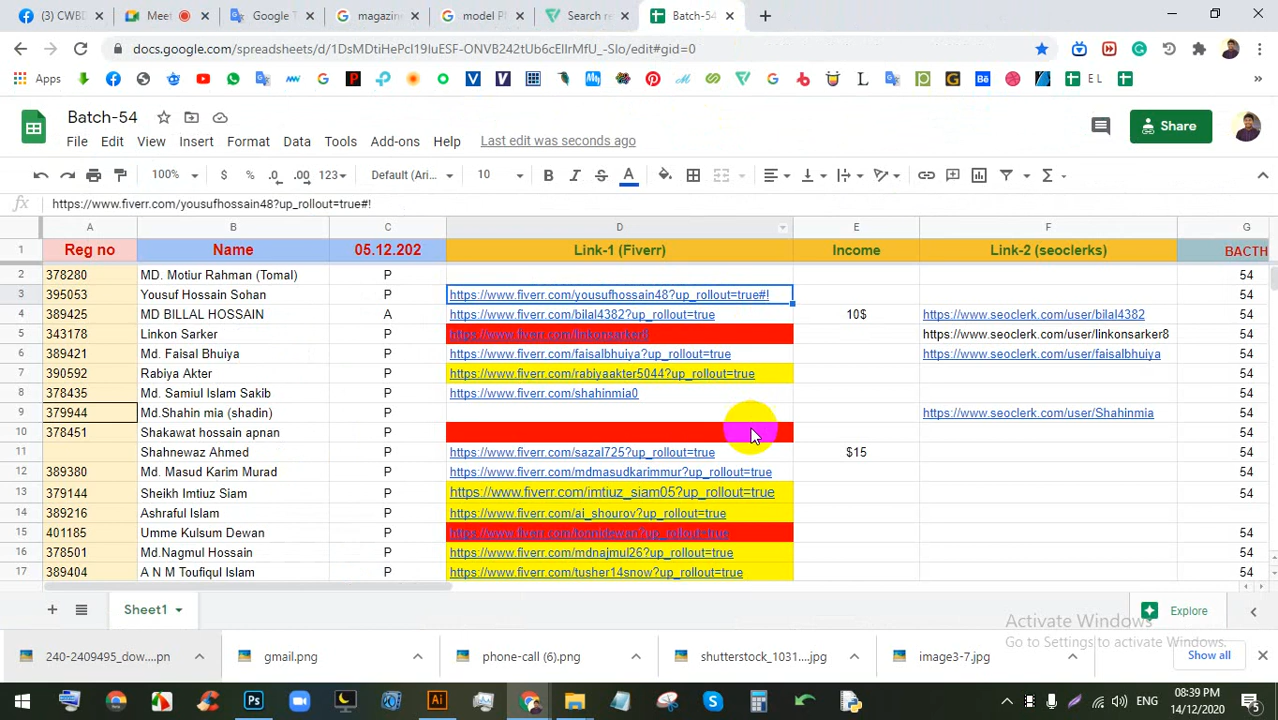 (3) CWBD
Meet
Google T
magazine
model Ph
Search re
Batch-54
docs.google.com/spreadsheets/d/1DsMDtiHePcI19IuESF-ONVB242tUb6cEIIrMfU_-SIo/edit#gid=0
Apps
E L
Batch-54
Share
File Edit View Insert Format Data Tools Add-ons Help Last edit was seconds ago
100% $ % .0 .00 123 Default (Ari... 10 B I S A
fx https://www.fiverr.com/yousufhossain48?up_rollout=true#!
A B C D E F G
1 Reg no Name 05.12.202 Link-1 (Fiverr) Income Link-2 (seoclerks) BACTH
2 378280 MD. Motiur Rahman (Tomal) P 54
3 395053 Yousuf Hossain Sohan P https://www.fiverr.com/yousufhossain48?up_rollout=true#! 54
4 389425 MD BILLAL HOSSAIN A https://www.fiverr.com/bilal4382?up_rollout=true 10$ https://www.seoclerk.com/user/bilal4382 54
5 343178 Linkon Sarker P https://www.fiverr.com/linkonsarker8 https://www.seoclerk.com/user/linkonsarker8 54
6 389421 Md. Faisal Bhuiya P https://www.fiverr.com/faisalbhuiya?up_rollout=true https://www.seoclerk.com/user/faisalbhuiya 54
7 390592 Rabiya Akter P https://www.fiverr.com/rabiyaakter5044?up_rollout=true 54
8 378435 Md. Samiul Islam Sakib P https://www.fiverr.com/shahinmia0 54
9 379944 Md.Shahin mia (shadin) P https://www.seoclerk.com/user/Shahinmia 54
10 378451 Shakawat hossain apnan P 54
11 Shahnewaz Ahmed P https://www.fiverr.com/sazal725?up_rollout=true $15 54
12 389380 Md. Masud Karim Murad P https://www.fiverr.com/mdmasudkarimmur?up_rollout=true 54
13 379144 Sheikh Imtiuz Siam P https://www.fiverr.com/imtiuz_siam05?up_rollout=true 54
14 389216 Ashraful Islam P https://www.fiverr.com/ai_shourov?up_rollout=true
15 401185 Umme Kulsum Dewan P 54
16 378501 Md.Nagmul Hossain P https://www.fiverr.com/mdnajmul26?up_rollout=true 54
17 389404 A N M Toufiqul Islam P https://www.fiverr.com/tusher14snow?up_rollout=true 54
Sheet1
Explore
Activate Windows
Go to Settings to activate Windows.
240-2409495_dow....pn
gmail.png
phone-call (6).png
shutterstock_1031....jpg
image3-7.jpg
Show all
ENG
08:39 PM
14/12/2020
5